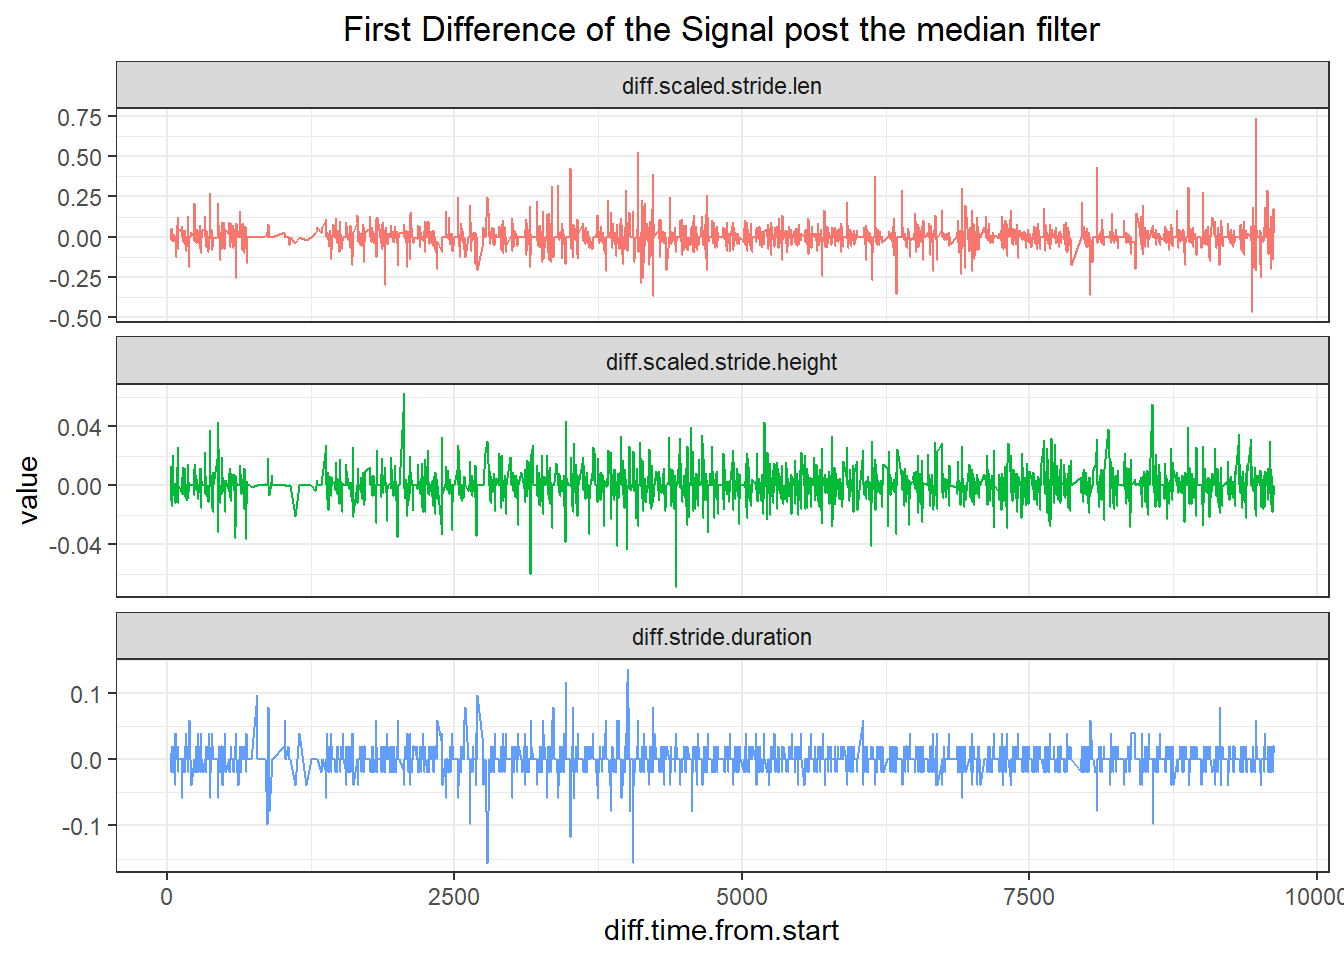 First Difference of the Signal post the median filter
diff.scaled.stride.len
0.75
0.50
0.25
0.00
-0.25
-0.50
diff.scaled.stride.height
0.04
0.00
-0.04
value
diff.stride.duration
0.1
0.0
-0.1
0 2500 5000 7500 10000
diff.time.from.start